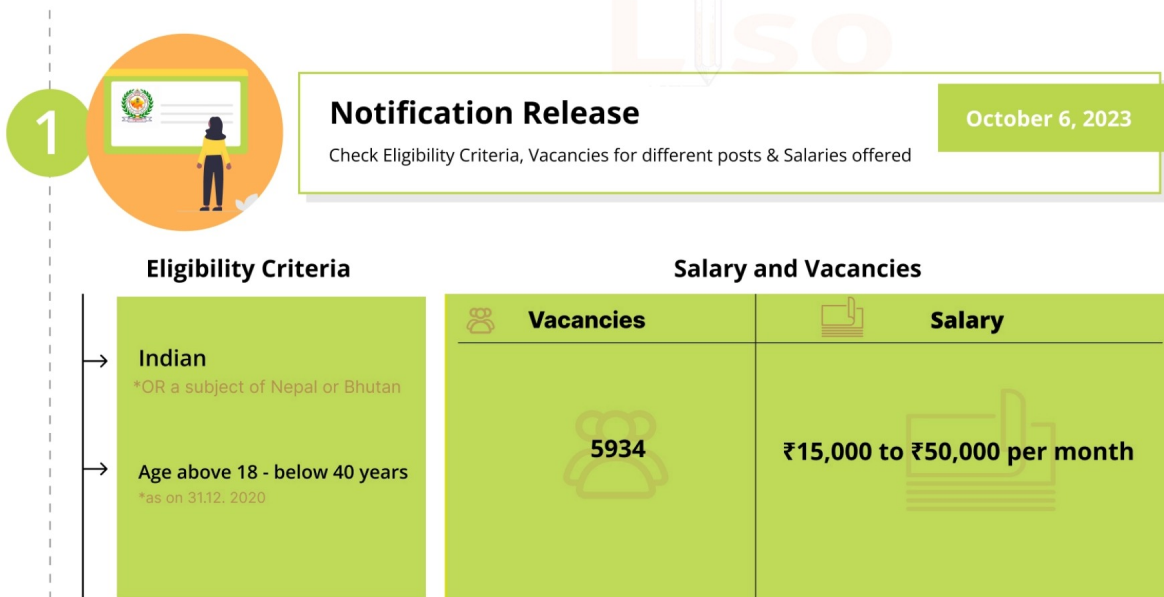 Liso
1
Notification Release
October 6, 2023
Check Eligibility Criteria, Vacancies for different posts & Salaries offered
Eligibility Criteria
Indian
*OR a subject of Nepal or Bhutan
Age above 18 - below 40 years
*as on 31.12. 2020
Salary and Vacancies
Vacancies
Salary
5934
₹15,000 to ₹50,000 per month